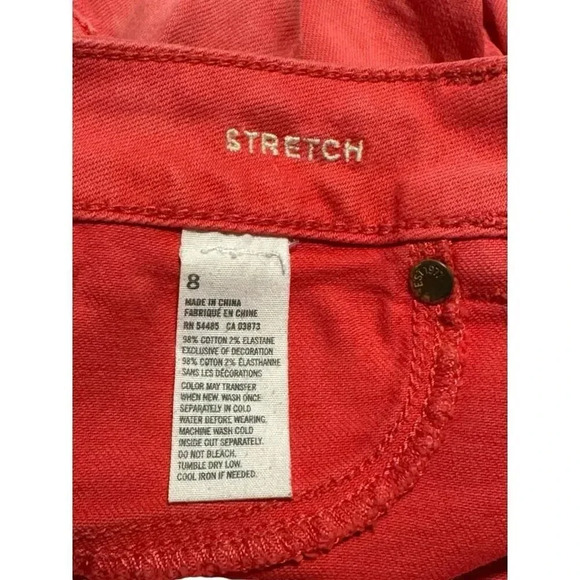 STRETCH
8
MADE IN CHINA
FABRIQUÉ EN CHINE
RN 54485 CA 03873
98% COTTON 2% ELASTANE
EXCLUSIVE OF DECORATION
98% COTON 2% ÉLASTHANNE
SANS LES DÉCORATIONS
COLOR MAY TRANSFER
WHEN NEW. WASH ONCE
SEPARATELY IN COLD
WATER BEFORE WEARING.
MACHINE WASH COLD
INSIDE OUT SEPARATELY.
DO NOT BLEACH.
TUMBLE DRY LOW.
COOL IRON IF NEEDED.
EST. 1977